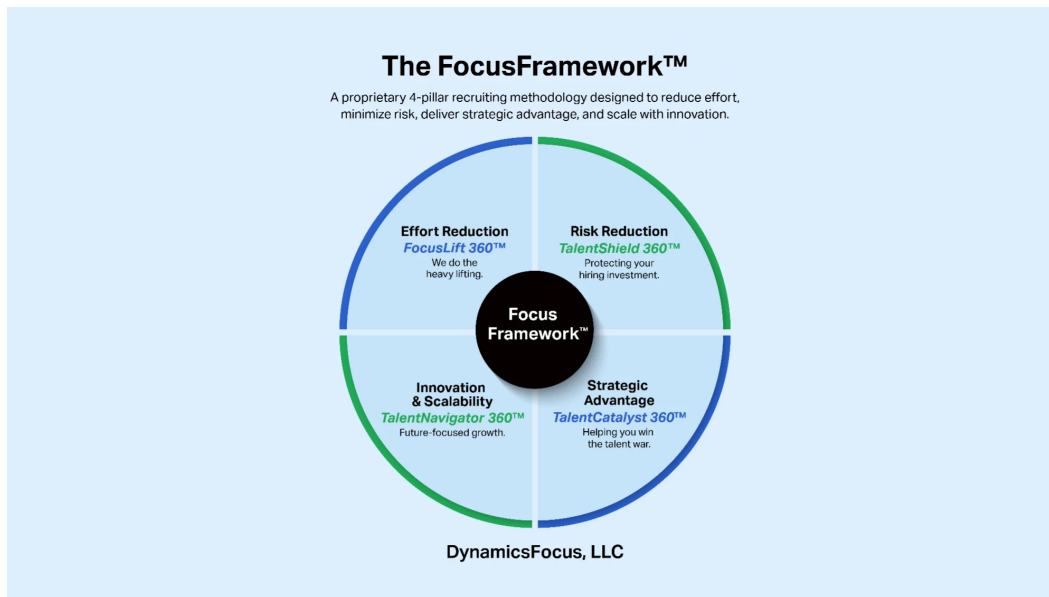 The FocusFramework™
A proprietary 4-pillar recruiting methodology designed to reduce effort,
minimize risk, deliver strategic advantage, and scale with innovation.
Effort Reduction
FocusLift 360™
We do the
heavy lifting.
Risk Reduction
TalentShield 360™
Protecting your
hiring investment.
Focus
Framework™
Innovation
& Scalability
TalentNavigator 360™
Future-focused growth.
Strategic
Advantage
TalentCatalyst 360™
Helping you win
the talent war.
DynamicsFocus, LLC